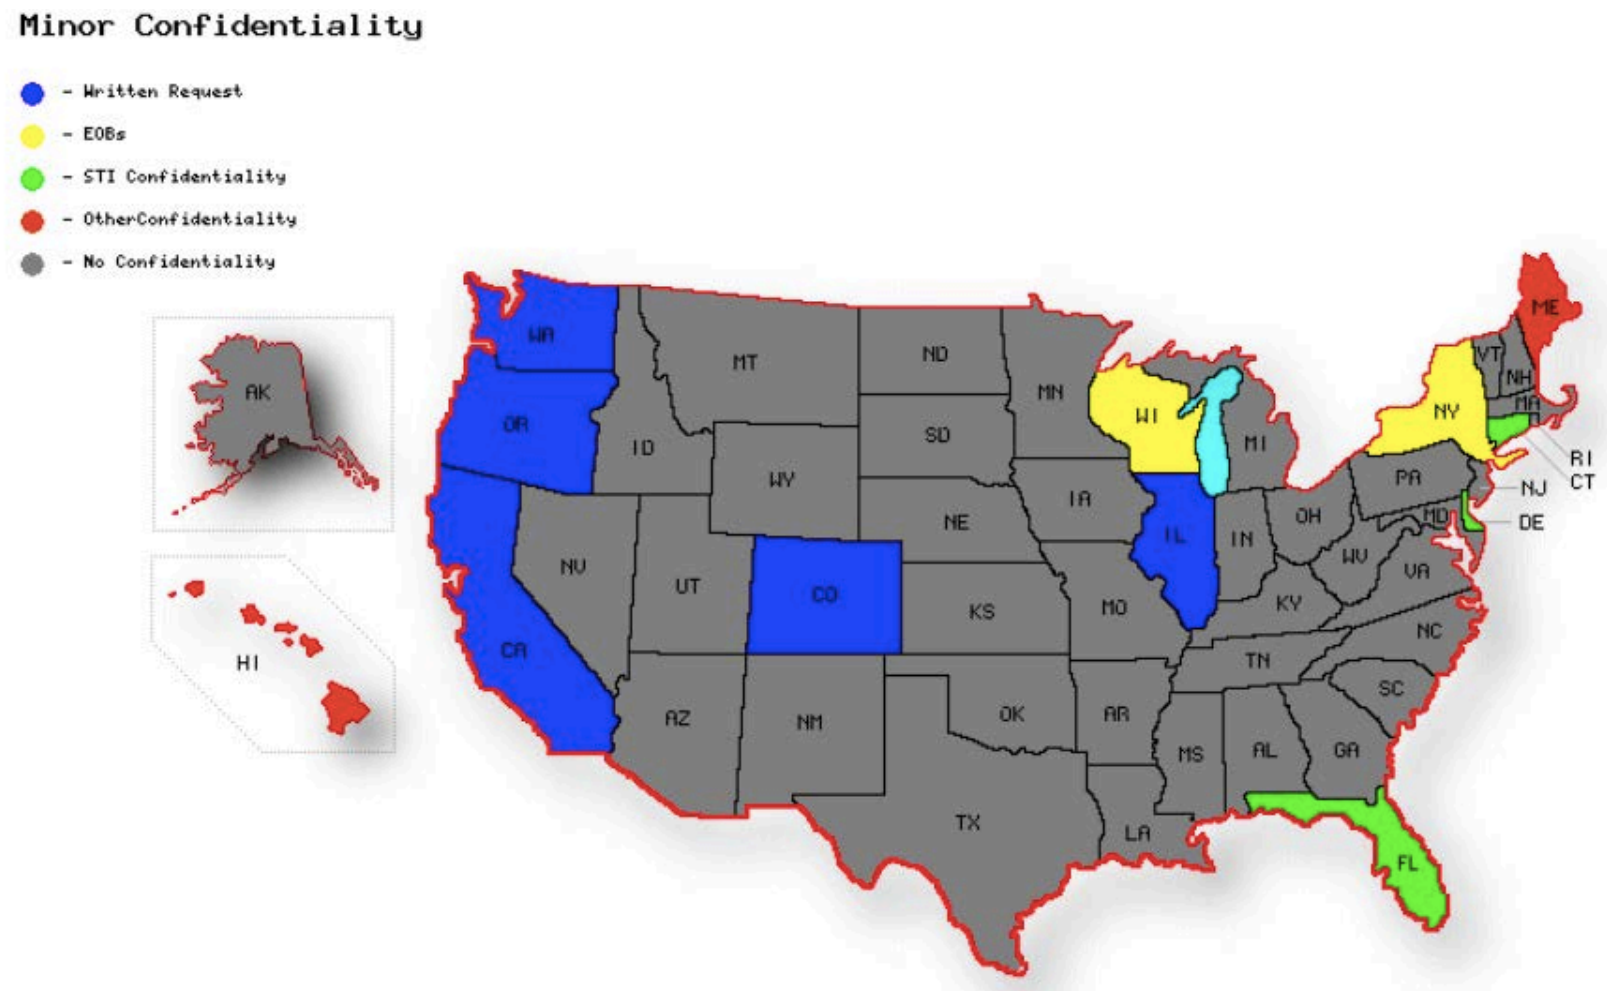 Minor Confidentiality
- Written Request
- EOBs
- STI Confidentiality
- OtherConfidentiality
- No Confidentiality
ME
WA
MT
ND
VT
NH
AK
MN
OR
WI
NY
MA
SD
MI
ID
RI
WY
IA
PA
CT
NJ
NE
OH
MD
DE
IL
IN
NV
UT
CO
WV
VA
KS
MO
KY
NC
CA
HI
TN
SC
AZ
NM
OK
AR
MS
AL
GA
TX
LA
FL